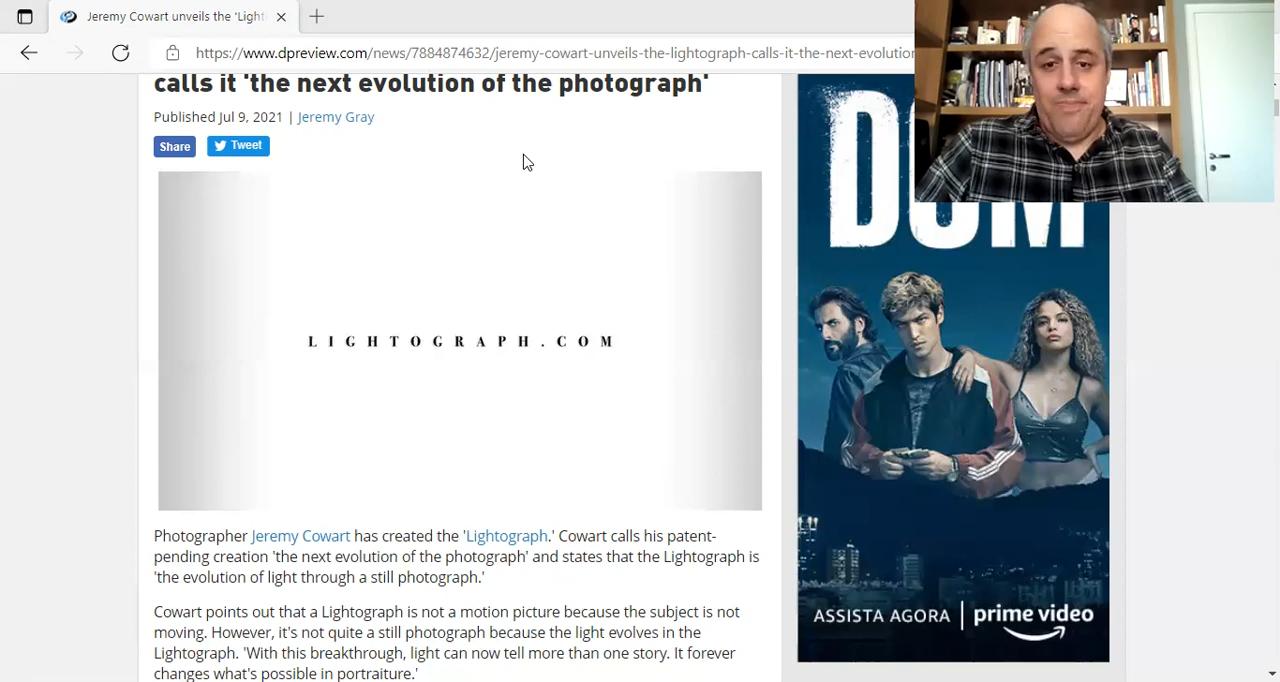 Jeremy Cowart unveils the 'Light
https://www.dpreview.com/news/7884874632/jeremy-cowart-unveils-the-lightograph-calls-it-the-next-evolution
calls it 'the next evolution of the photograph'
Published Jul 9, 2021 | Jeremy Gray
Share
Tweet
LIGHTOGRAPH.COM
Photographer Jeremy Cowart has created the 'Lightograph.' Cowart calls his patent-
pending creation 'the next evolution of the photograph' and states that the Lightograph is
'the evolution of light through a still photograph.'
Cowart points out that a Lightograph is not a motion picture because the subject is not
moving. However, it's not quite a still photograph because the light evolves in the
Lightograph. 'With this breakthrough, light can now tell more than one story. It forever
changes what's possible in portraiture.'
DOM
ASSISTA AGORA | prime video